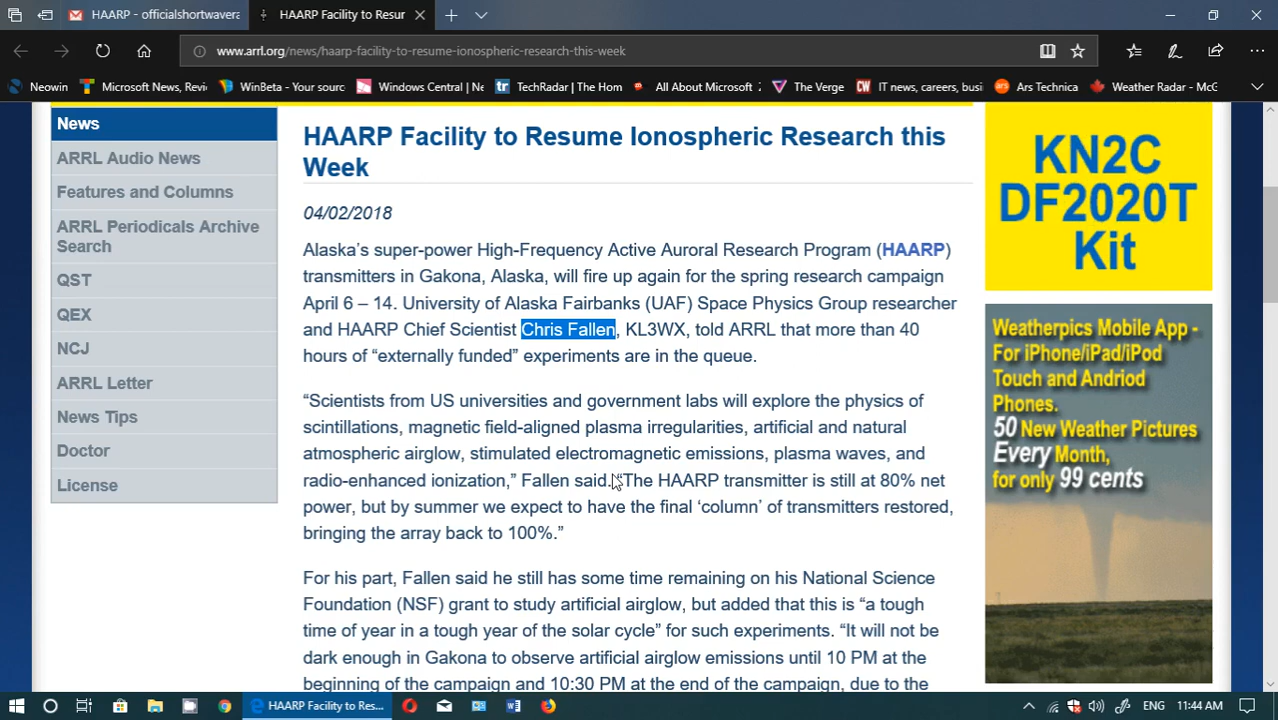 HAARP - officialshortwavera
HAARP Facility to Resur
www.arrl.org/news/haarp-facility-to-resume-ionospheric-research-this-week
Neowin
Microsoft News, Revi
WinBeta - Your sourc
Windows Central | Ne
TechRadar | The Hom
All About Microsoft
The Verge
CW
IT news, careers, busi
Ars Technica
Weather Radar - McG
News
ARRL Audio News
Features and Columns
ARRL Periodicals Archive
Search
QST
QEX
NCJ
ARRL Letter
News Tips
Doctor
License
HAARP Facility to Resume Ionospheric Research this
Week
04/02/2018
Alaska’s super-power High-Frequency Active Auroral Research Program (HAARP)
transmitters in Gakona, Alaska, will fire up again for the spring research campaign
April 6 – 14. University of Alaska Fairbanks (UAF) Space Physics Group researcher
and HAARP Chief Scientist Chris Fallen, KL3WX, told ARRL that more than 40
hours of “externally funded” experiments are in the queue.
“Scientists from US universities and government labs will explore the physics of
scintillations, magnetic field-aligned plasma irregularities, artificial and natural
atmospheric airglow, stimulated electromagnetic emissions, plasma waves, and
radio-enhanced ionization,” Fallen said. “The HAARP transmitter is still at 80% net
power, but by summer we expect to have the final ‘column’ of transmitters restored,
bringing the array back to 100%.”
For his part, Fallen said he still has some time remaining on his National Science
Foundation (NSF) grant to study artificial airglow, but added that this is “a tough
time of year in a tough year of the solar cycle” for such experiments. “It will not be
dark enough in Gakona to observe artificial airglow emissions until 10 PM at the
beginning of the campaign and 10:30 PM at the end of the campaign, due to the
KN2C
DF2020T
Kit
Weatherpics Mobile App -
For iPhone/iPad/iPod
Touch and Andriod
Phones.
50 New Weather Pictures
Every Month,
for only 99 cents
HAARP Facility to Res...
ENG
11:44 AM